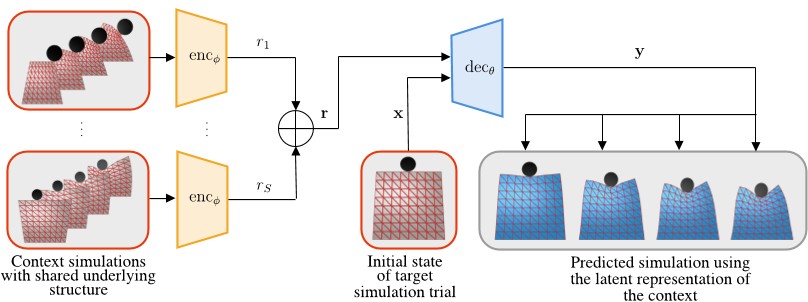 enc_ϕ
r_1
⋮
⋮
enc_ϕ
r_S
r
x
dec_θ
y
Context simulations
with shared underlying
structure
Initial state
of target
simulation trial
Predicted simulation using
the latent representation of
the context